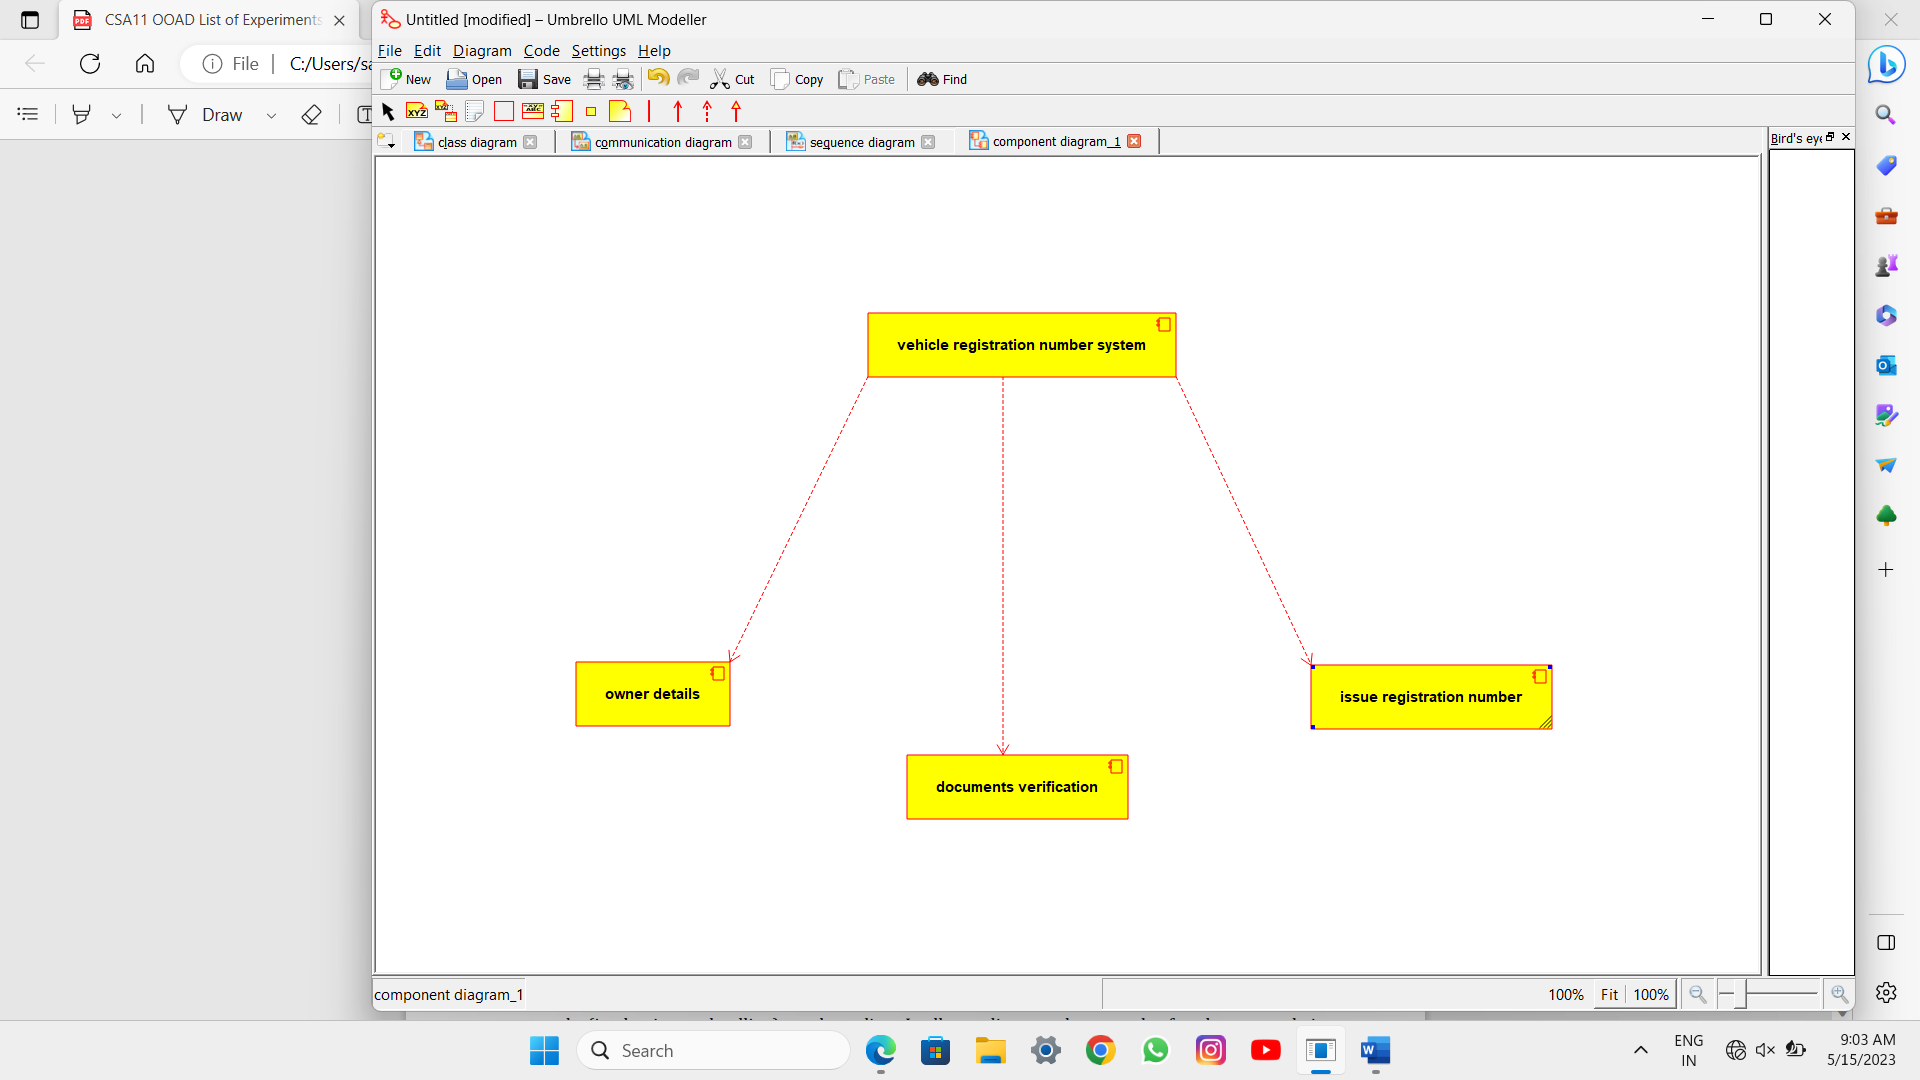 CSA11 OOAD List of Experiments
Untitled [modified] – Umbrello UML Modeller
File Edit Diagram Code Settings Help
File C:/Users/sa
New Open Save Cut Copy Paste Find
Draw
class diagram communication diagram sequence diagram component diagram_1
Bird's eye
vehicle registration number system
owner details
issue registration number
documents verification
component diagram_1
100% Fit 100%
Search
ENG
IN
9:03 AM
5/15/2023